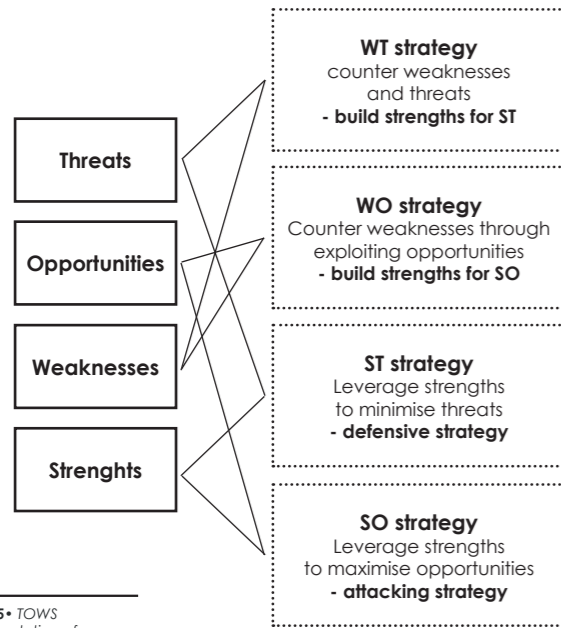 Threats
Opportunities
Weaknesses
Strenghts
WT strategy
counter weaknesses
and threats
- build strengths for ST
WO strategy
Counter weaknesses through
exploiting opportunities
- build strengths for SO
ST strategy
Leverage strengths
to minimise threats
- defensive strategy
SO strategy
Leverage strengths
to maximise opportunities
- attacking strategy
5• TOWS